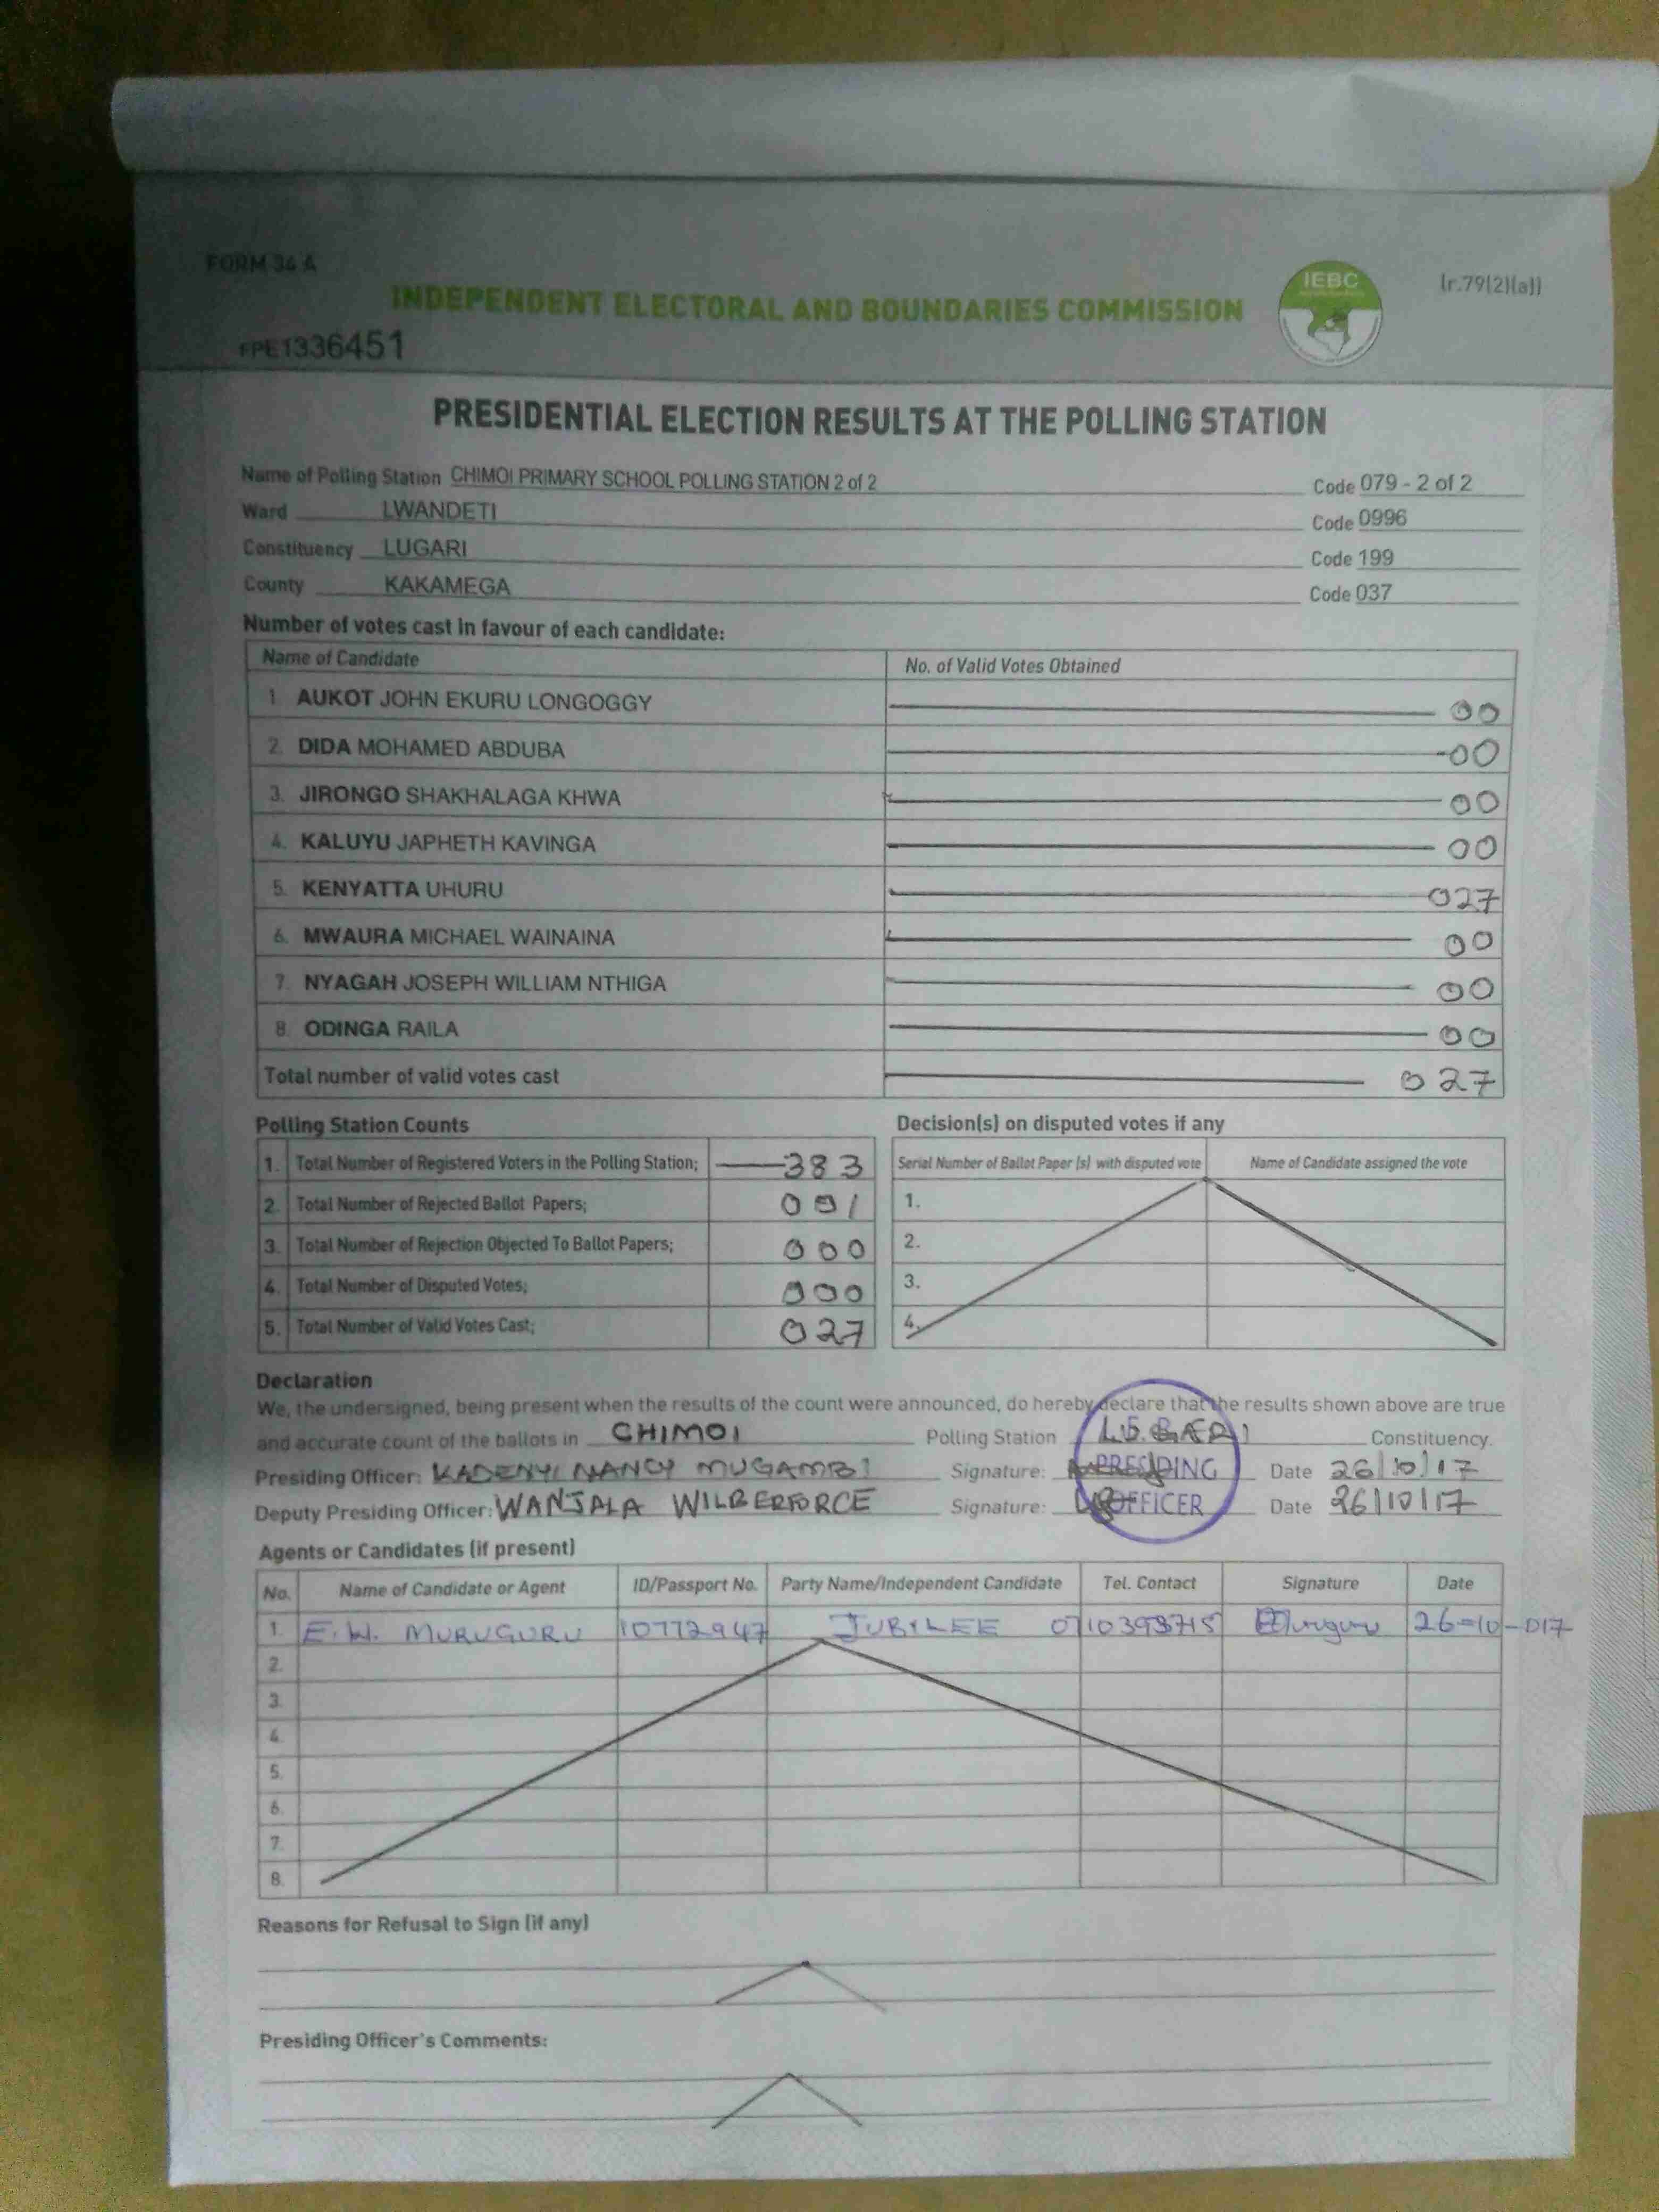 FORM 34 A
IEBC
[r.79(2)(a)]
INDEPENDENT ELECTORAL AND BOUNDARIES COMMISSION
FPE1336451
PRESIDENTIAL ELECTION RESULTS AT THE POLLING STATION
Name of Polling Station CHIMOI PRIMARY SCHOOL POLLING STATION 2 of 2 Code 079 - 2 of 2
Ward LWANDETI Code 0996
Constituency LUGARI Code 199
County KAKAMEGA Code 037
Number of votes cast in favour of each candidate:
Name of Candidate No. of Valid Votes Obtained
1. AUKOT JOHN EKURU LONGOGGY 00
2. DIDA MOHAMED ABDUBA 00
3. JIRONGO SHAKHALAGA KHWA 00
4. KALUYU JAPHETH KAVINGA 00
5. KENYATTA UHURU 027
6. MWAURA MICHAEL WAINAINA 00
7. NYAGAH JOSEPH WILLIAM NTHIGA 00
8. ODINGA RAILA 00
Total number of valid votes cast 027
Polling Station Counts
1. Total Number of Registered Voters in the Polling Station; 383
2. Total Number of Rejected Ballot Papers; 001
3. Total Number of Rejection Objected To Ballot Papers; 000
4. Total Number of Disputed Votes; 000
5. Total Number of Valid Votes Cast; 027
Decision(s) on disputed votes if any
Serial Number of Ballot Paper (s) with disputed vote Name of Candidate assigned the vote
1.
2.
3.
4.
Declaration
We, the undersigned, being present when the results of the count were announced, do hereby declare that the results shown above are true
and accurate count of the ballots in CHIMOI Polling Station Constituency.
Presiding Officer: KADENYI NANCY MUGAMBI Signature: Date 26/10/17
Deputy Presiding Officer: WANJALA WILBERFORCE Signature: Date 26/10/17
PRESIDING
OFFICER
Agents or Candidates (if present)
No. Name of Candidate or Agent ID/Passport No. Party Name/Independent Candidate Tel. Contact Signature Date
1. E.W. MURUGURU 10772947 JUBILEE 26-10-017
2.
3.
4.
5.
6.
7.
8.
Reasons for Refusal to Sign (if any)
Presiding Officer's Comments: